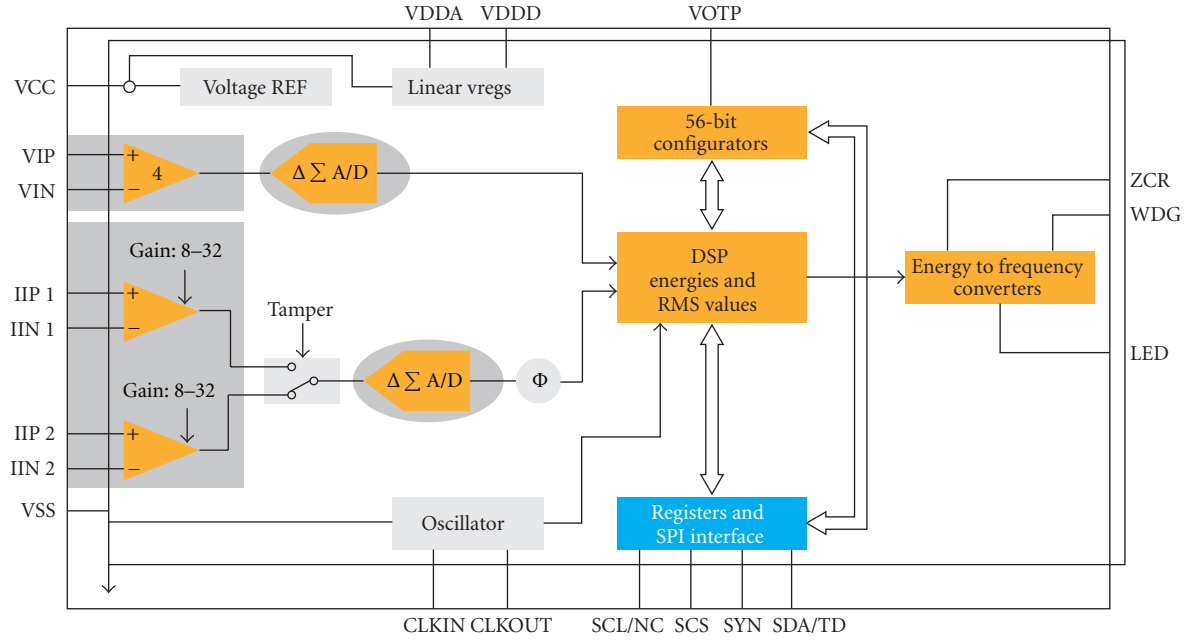 VDDA
VDDD
VOTP
VCC
Voltage REF
Linear vregs
56-bit
configurators
VIP
VIN
+
−
4
Δ ∑ A/D
ZCR
WDG
Gain: 8–32
DSP
energies and
RMS values
Energy to frequency
converters
IIP 1
IIN 1
+
−
Tamper
LED
Δ ∑ A/D
Φ
Gain: 8–32
IIP 2
IIN 2
+
−
VSS
Oscillator
Registers and
SPI interface
CLKIN
CLKOUT
SCL/NC
SCS
SYN
SDA/TD